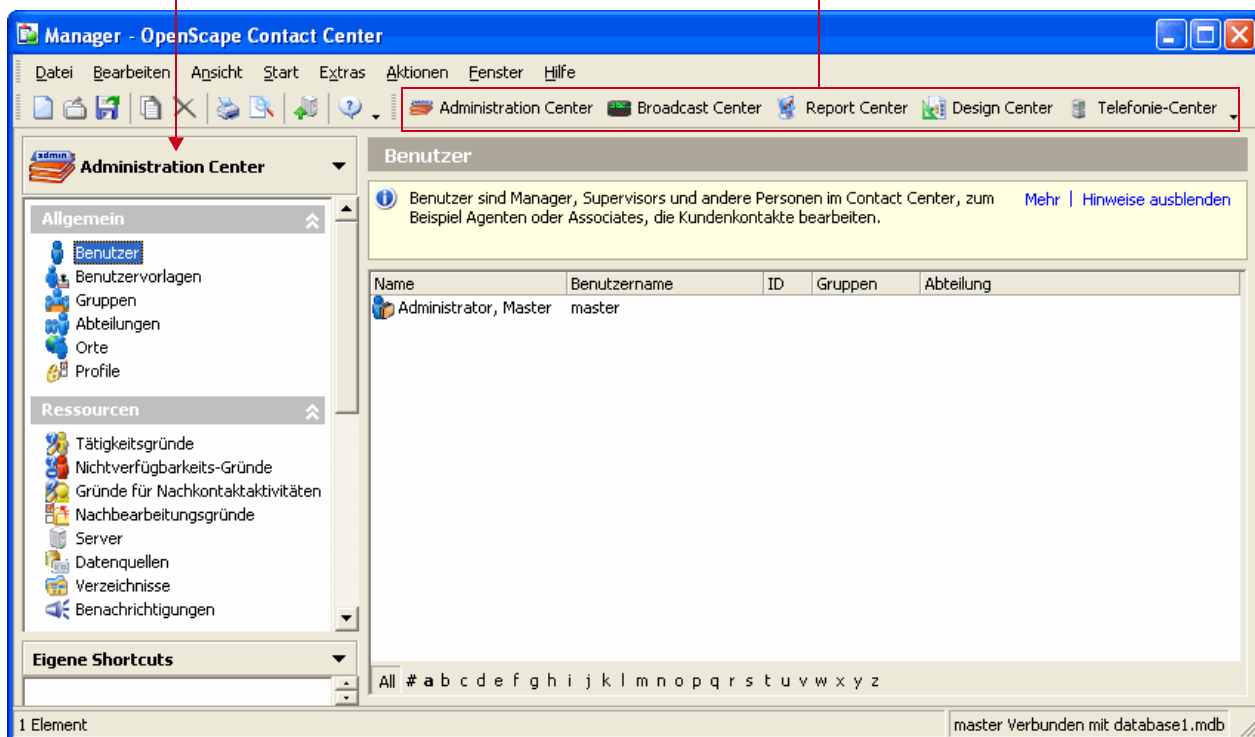 Manager - OpenScape Contact Center
Datei Bearbeiten Ansicht Start Extras Aktionen Fenster Hilfe
Administration Center Broadcast Center Report Center Design Center Telefonie-Center
admin
Administration Center
Benutzer
Benutzer sind Manager, Supervisors und andere Personen im Contact Center, zum
Beispiel Agenten oder Associates, die Kundenkontakte bearbeiten.
Mehr | Hinweise ausblenden
Allgemein
Benutzer
Benutzervorlagen
Gruppen
Abteilungen
Orte
Profile
Ressourcen
Tätigkeitsgründe
Nichtverfügbarkeits-Gründe
Gründe für Nachkontaktaktivitäten
Nachbearbeitungsgründe
Server
Datenquellen
Verzeichnisse
Benachrichtigungen
Eigene Shortcuts
Name Benutzername ID Gruppen Abteilung
Administrator, Master master
All # a b c d e f g h i j k l m n o p q r s t u v w x y z
1 Element
master Verbunden mit database1.mdb